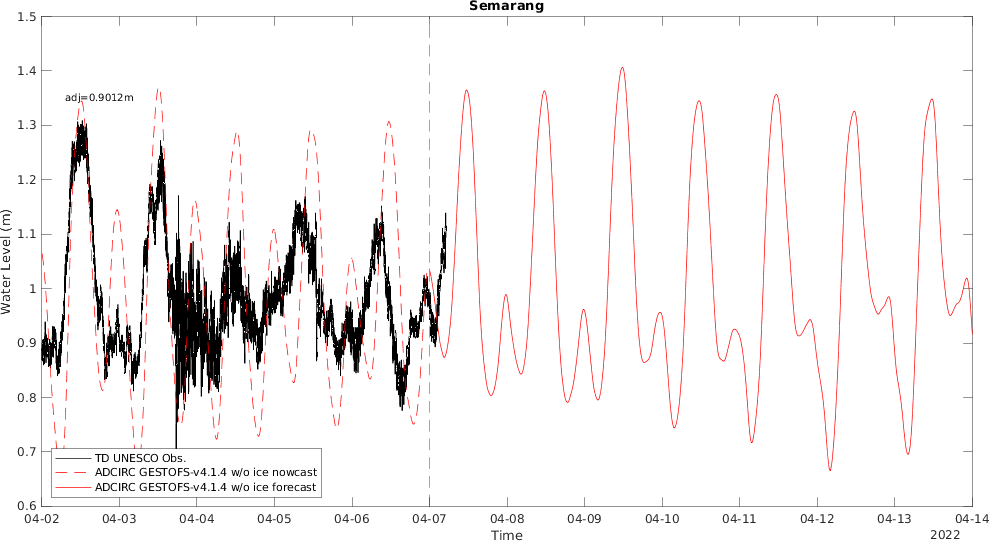 Semarang
1.5
1.4
1.3
1.2
1.1
1
0.9
0.8
0.7
0.6
Water Level (m)
adj=0.9012m
TD UNESCO Obs.
ADCIRC GESTOFS-v4.1.4 w/o ice nowcast
ADCIRC GESTOFS-v4.1.4 w/o ice forecast
04-02 04-03 04-04 04-05 04-06 04-07 04-08 04-09 04-10 04-11 04-12 04-13 04-14
Time
2022